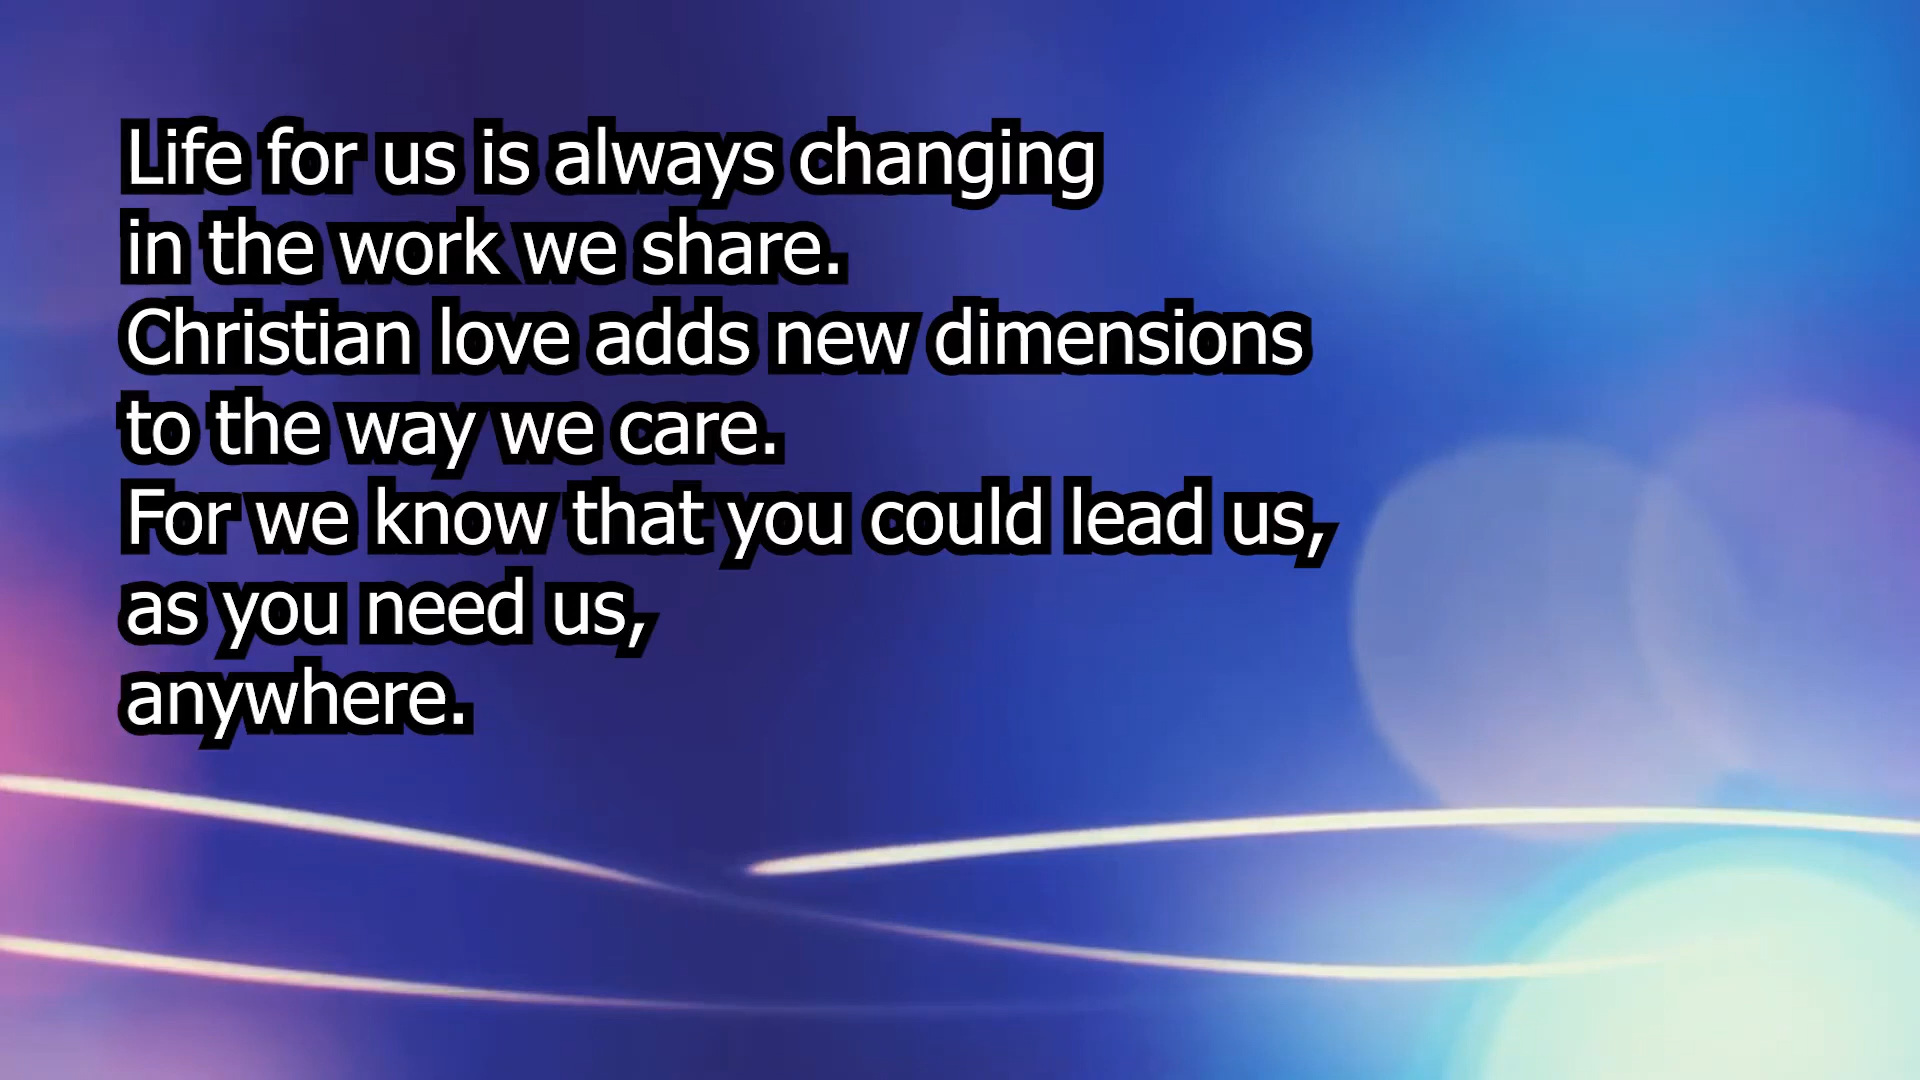 Life for us is always changing
in the work we share.
Christian love adds new dimensions
to the way we care.
For we know that you could lead us,
as you need us,
anywhere.